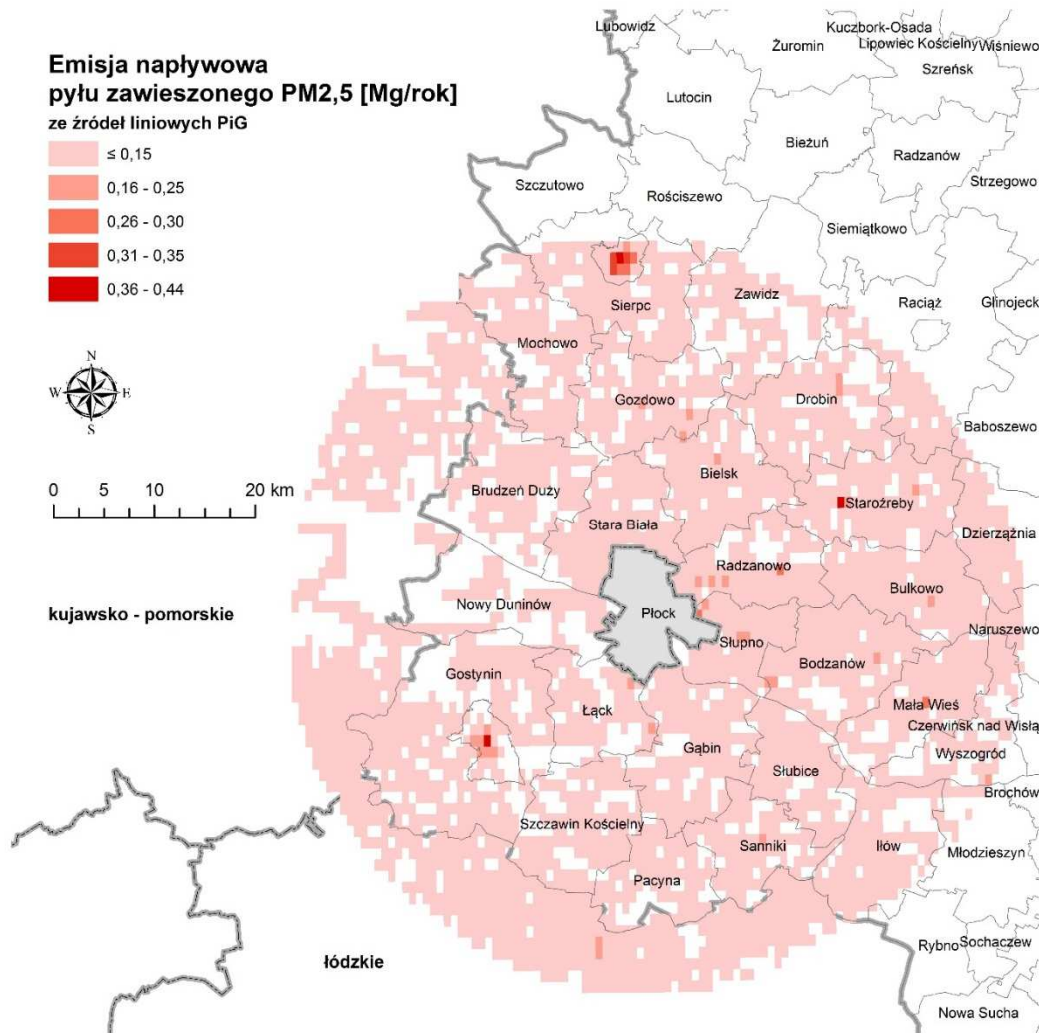 Emisja napływowa
pyłu zawieszonego PM2,5 [Mg/rok]
ze źródeł liniowych PiG
≤ 0,15
0,16 - 0,25
0,26 - 0,30
0,31 - 0,35
0,36 - 0,44
N
W E
S
0 5 10 20 km
kujawsko - pomorskie
łódzkie
Lubowidz
Kuczbork-Osada
Żuromin
Lipowiec Kościelny
Wiśniewo
Szreńsk
Lutocin
Bieżuń
Radzanów
Strzegowo
Szczutowo
Rościszewo
Siemiątkowo
Sierpc
Zawidz
Raciąż
Glinojeck
Mochowo
Gozdowo
Drobin
Baboszewo
Brudzeń Duży
Bielsk
Staroźreby
Stara Biała
Dzierzążnia
Radzanowo
Bulkowo
Nowy Duninów
Płock
Słupno
Naruszewo
Bodzanów
Gostynin
Łąck
Mała Wieś
Czerwińsk nad Wisłą
Gąbin
Wyszogród
Słubice
Brochów
Szczawin Kościelny
Sanniki
Iłów
Młodzieszyn
Pacyna
Rybno
Sochaczew
Nowa Sucha